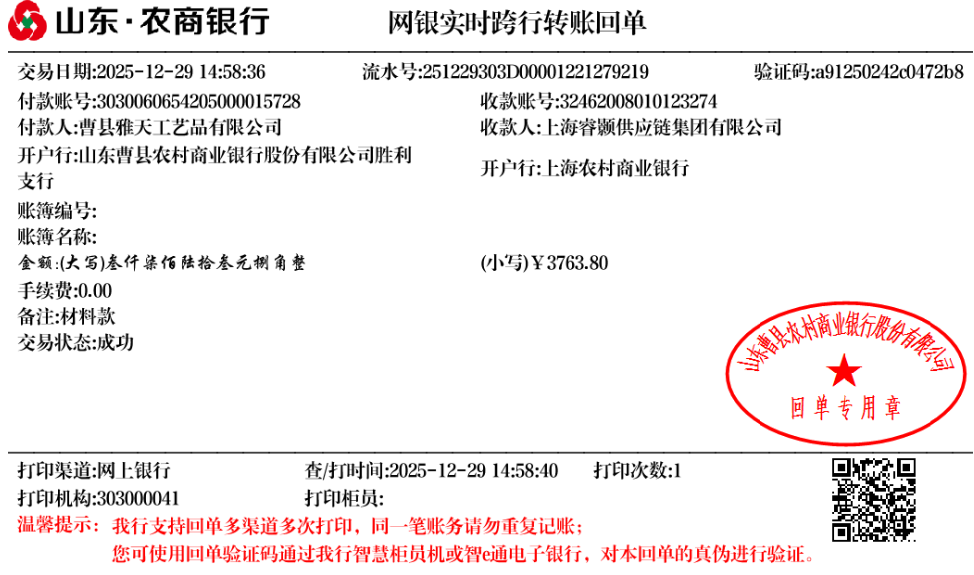 山东·农商银行
网银实时跨行转账回单
交易日期:2025-12-29 14:58:36 流水号:251229303D00001221279219 验证码:a91250242c0472b8
付款账号:3030060654205000015728 收款账号:32462008010123274
付款人:曹县雅天工艺品有限公司 收款人:上海睿颢供应链集团有限公司
开户行:山东曹县农村商业银行股份有限公司胜利
支行
开户行:上海农村商业银行
账簿编号:
账簿名称:
金额:(大写)叁仟柒佰陆拾叁元捌角整 (小写)¥3763.80
手续费:0.00
备注:材料款
交易状态:成功
山东曹县农村商业银行股份有限公司
回单专用章
打印渠道:网上银行 查/打时间:2025-12-29 14:58:40 打印次数:1
打印机构:303000041 打印柜员:
温馨提示：我行支持回单多渠道多次打印，同一笔账务请勿重复记账；
您可使用回单验证码通过我行智慧柜员机或智e通电子银行，对本回单的真伪进行验证。